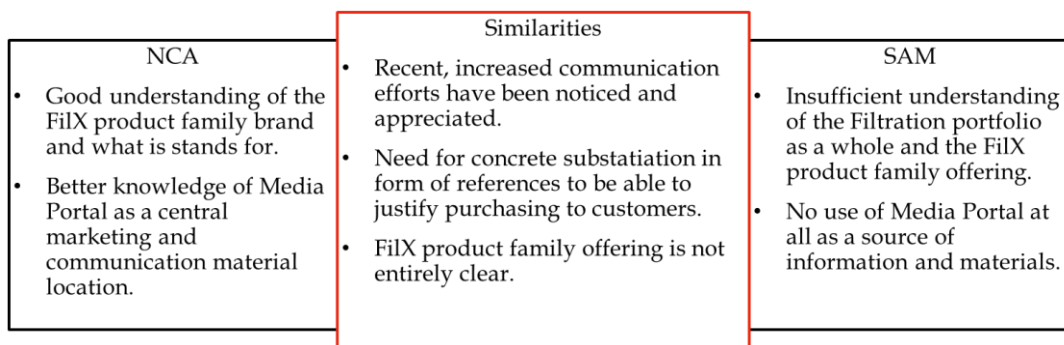 NCA
• Good understanding of the
FilX product family brand
and what is stands for.
• Better knowledge of Media
Portal as a central
marketing and
communication material
location.
Similarities
• Recent, increased communication
efforts have been noticed and
appreciated.
• Need for concrete substatiation in
form of references to be able to
justify purchasing to customers.
• FilX product family offering is not
entirely clear.
SAM
• Insufficient understanding
of the Filtration portfolio
as a whole and the FilX
product family offering.
• No use of Media Portal at
all as a source of
information and materials.